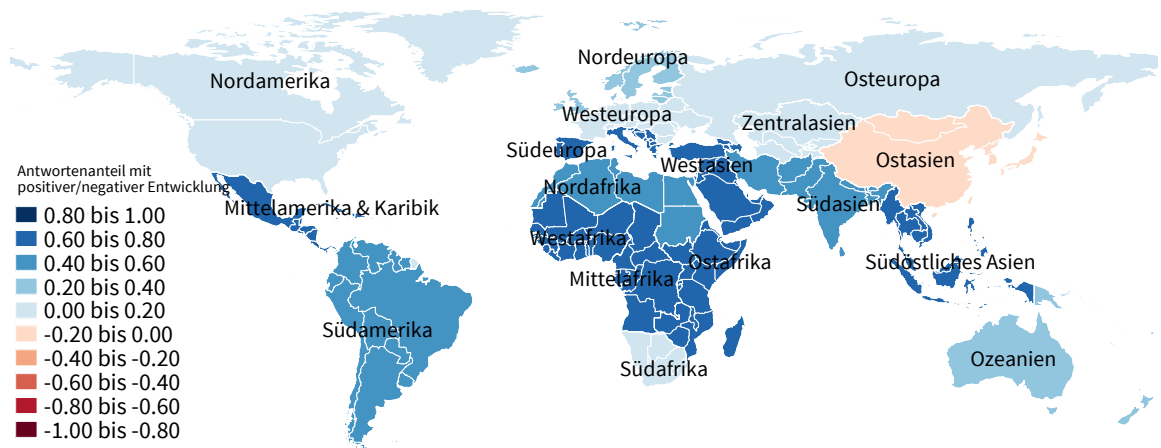 Nordamerika
Nordeuropa
Osteuropa
Westeuropa
Zentralasien
Südeuropa
Westasien
Ostasien
Nordafrika
Mittelamerika & Karibik
Südasien
Westafrika
Ostafrika
Mittelafrika
Südöstliches Asien
Südamerika
Südafrika
Ozeanien
Antwortenanteil mit
positiver/negativer Entwicklung
0.80 bis 1.00
0.60 bis 0.80
0.40 bis 0.60
0.20 bis 0.40
0.00 bis 0.20
-0.20 bis 0.00
-0.40 bis -0.20
-0.60 bis -0.40
-0.80 bis -0.60
-1.00 bis -0.80